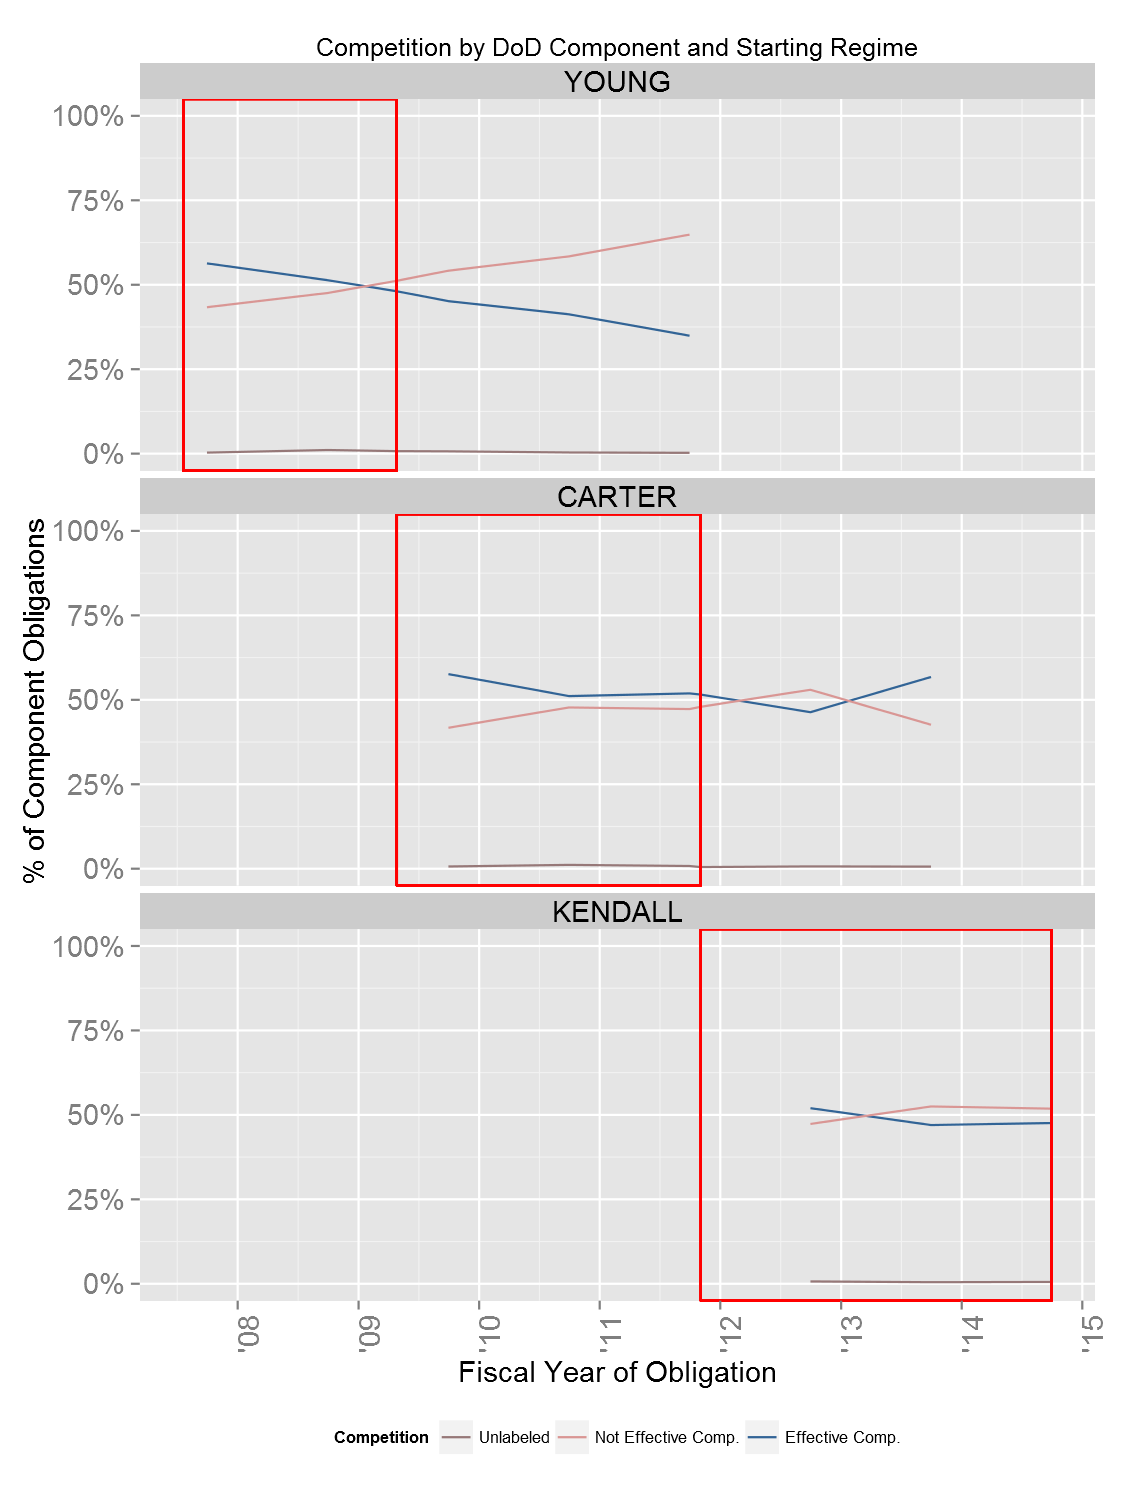 Competition by DoD Component and Starting Regime
YOUNG
100%
75%
50%
25%
0%
CARTER
100%
75%
50%
25%
0%
KENDALL
100%
75%
50%
25%
0%
% of Component Obligations
'08 '09 '10 '11 '12 '13 '14 '15
Fiscal Year of Obligation
Competition Unlabeled Not Effective Comp. Effective Comp.